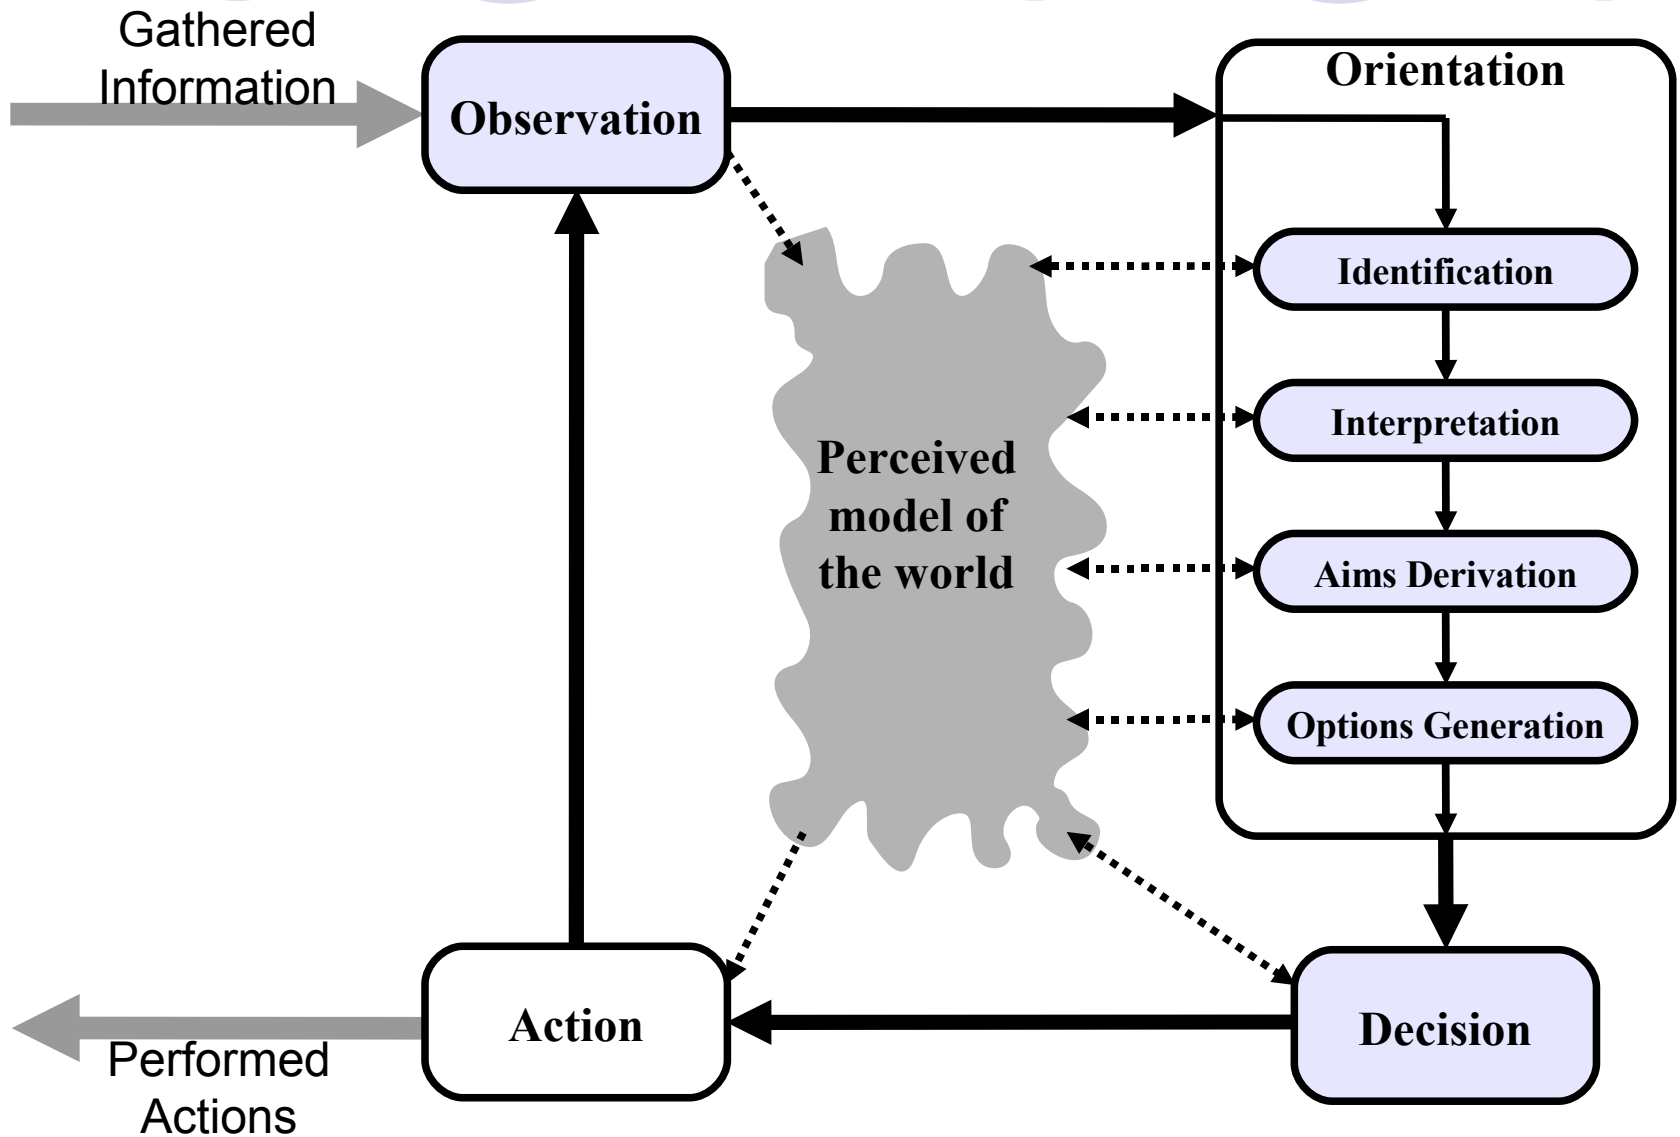 Gathered
Information
Observation
Orientation
Identification
Interpretation
Aims Derivation
Options Generation
Perceived
model of
the world
Action
Decision
Performed
Actions